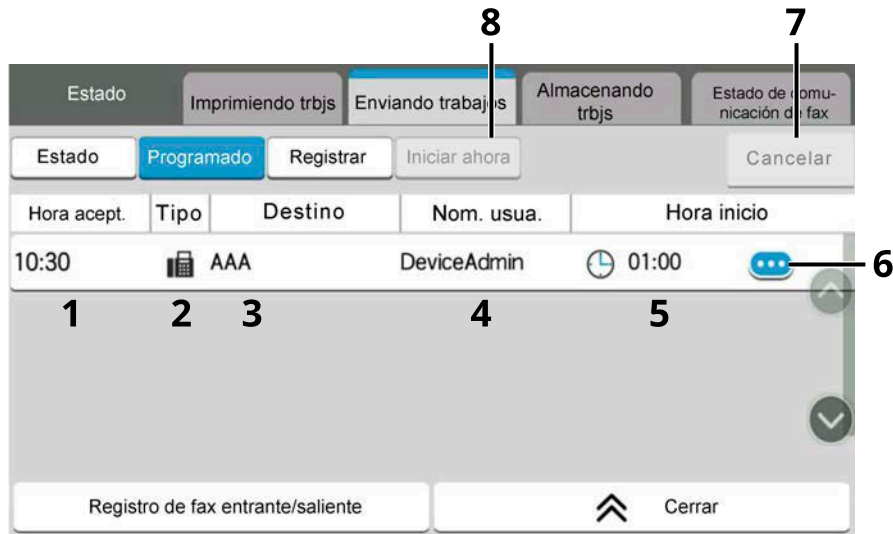 8 7
Estado Imprimiendo trbjs Enviando trabajos Almacenando trbjs Estado de comu-nicación de fax
Estado Programado Registrar Iniciar ahora Cancelar
Hora acept. Tipo Destino Nom. usua. Hora inicio
10:30 AAA DeviceAdmin 01:00 6
1 2 3 4 5
Registro de fax entrante/saliente Cerrar